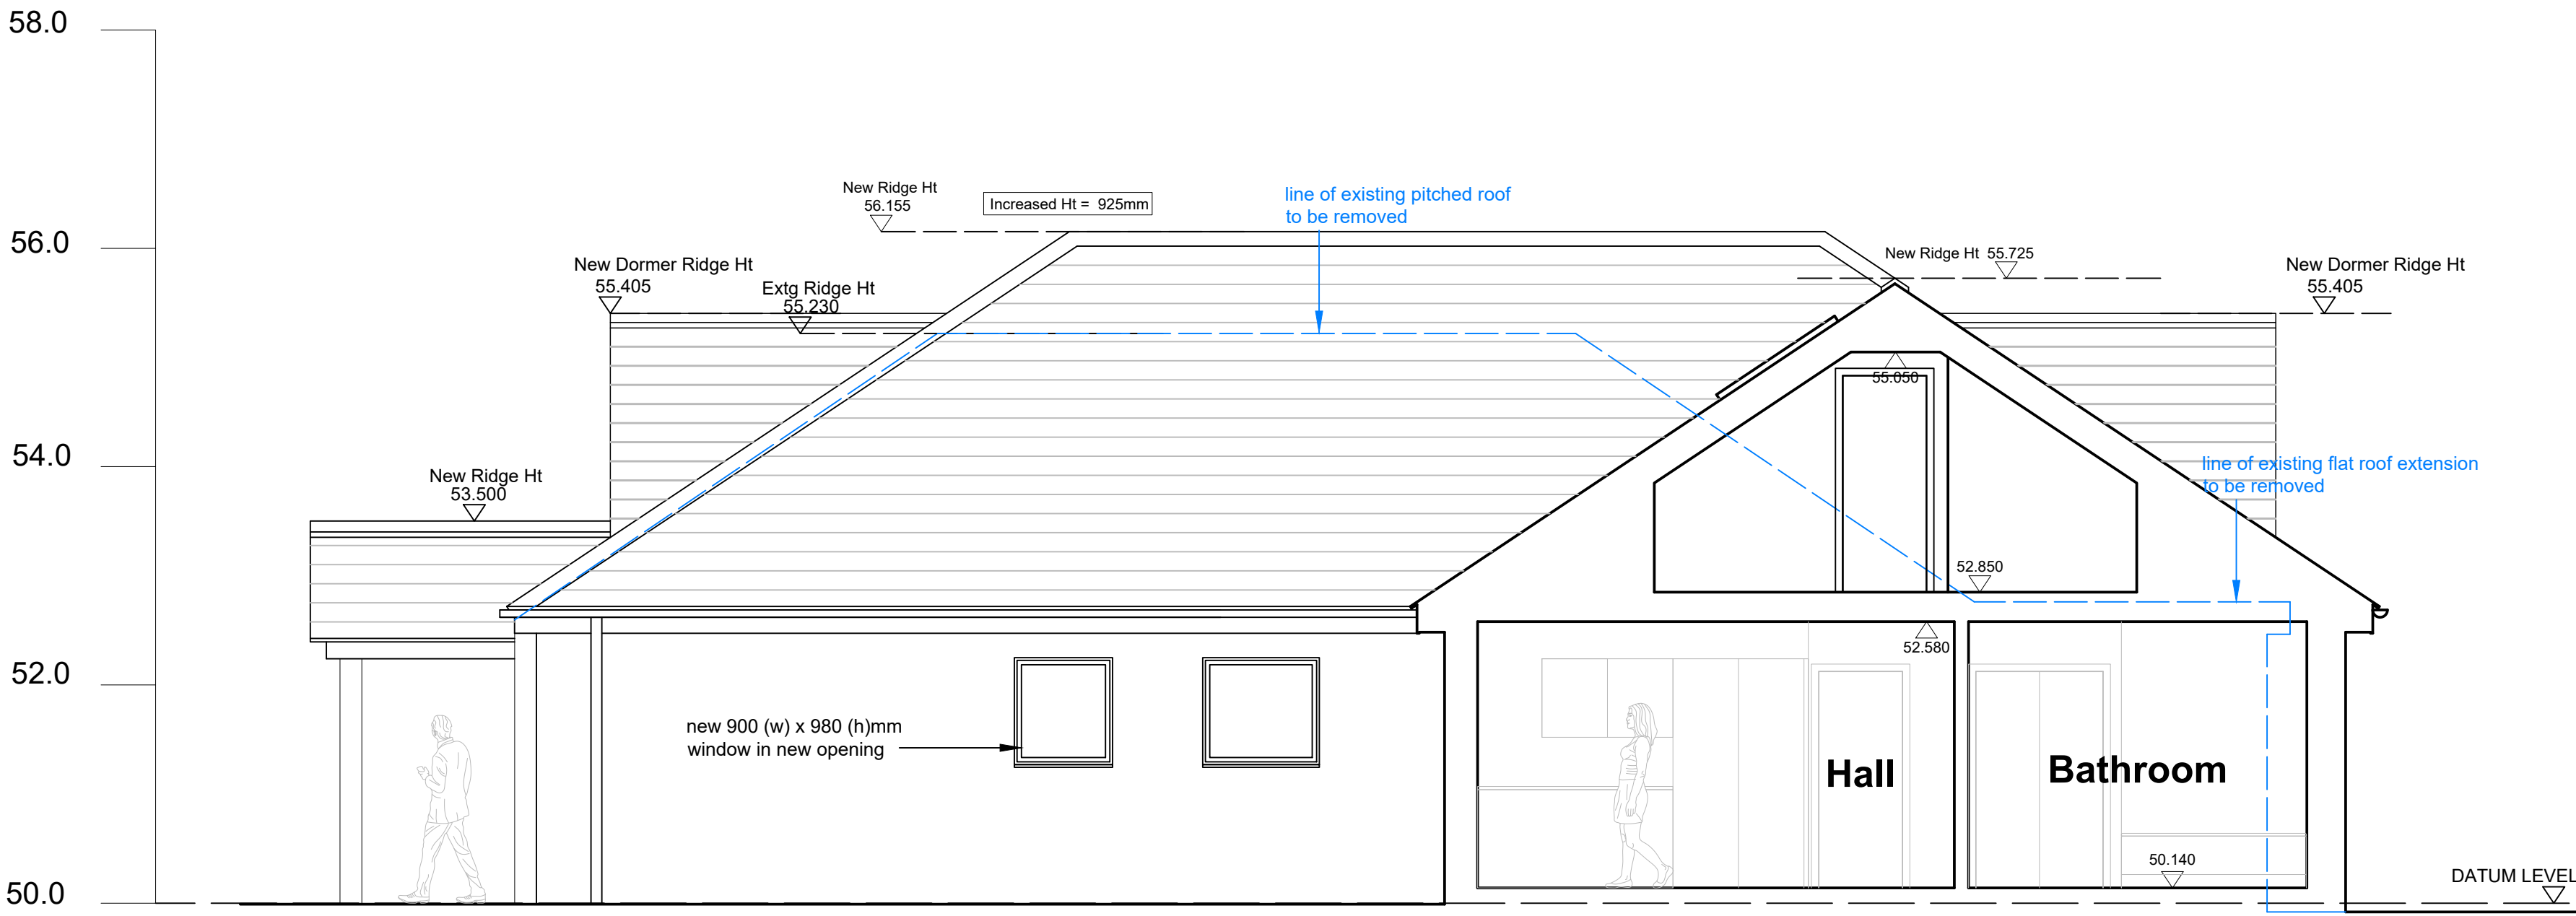 58.0
New Ridge Ht
56.155
Increased Ht =  925mm
line of existing pitched roof
to be removed
56.0
New Dormer Ridge Ht
55.405
Extg Ridge Ht
55.230
New Ridge Ht  55.725
New Dormer Ridge Ht
55.405
55.050
54.0
New Ridge Ht
53.500
line of existing flat roof extension
to be removed
52.850
52.580
52.0
new 900 (w) x 980 (h)mm
window in new opening
Hall
Bathroom
50.140
50.0
DATUM LEVEL